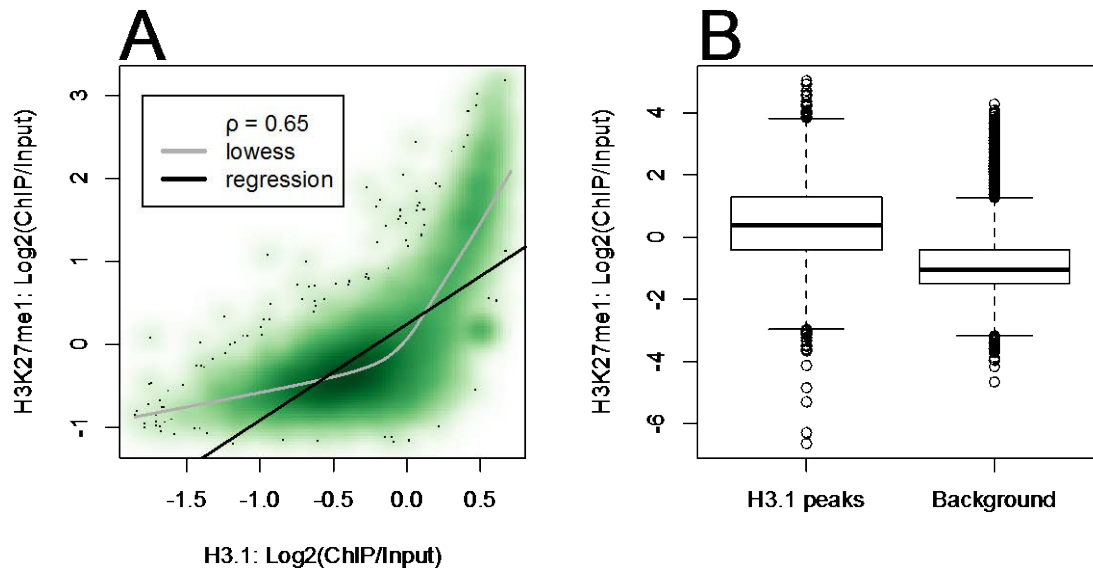 A
H3K27me1: Log2(ChIP/Input)
3
2
1
0
-1
ρ = 0.65
lowess
regression
-1.5 -1.0 -0.5 0.0 0.5
H3.1: Log2(ChIP/Input)
B
H3K27me1: Log2(ChIP/Input)
4
2
0
-2
-4
-6
H3.1 peaks Background